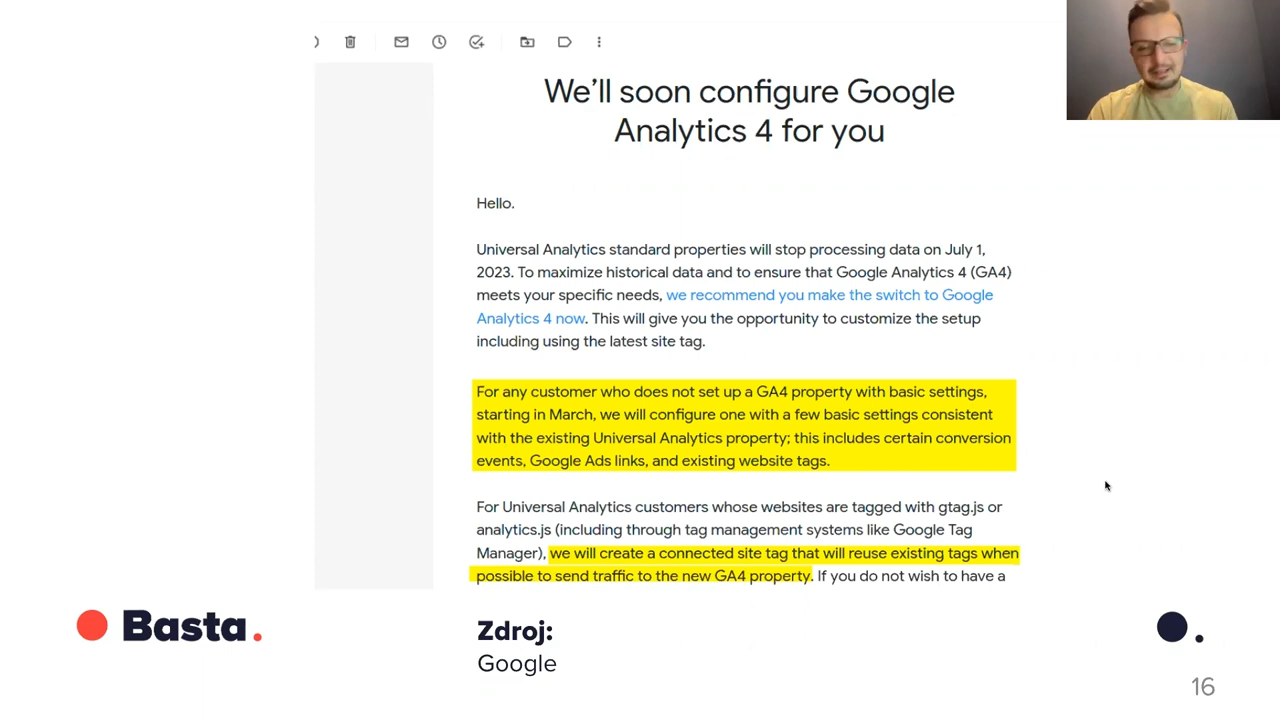 We’ll soon configure Google
Analytics 4 for you
Hello.
Universal Analytics standard properties will stop processing data on July 1,
2023. To maximize historical data and to ensure that Google Analytics 4 (GA4)
meets your specific needs, we recommend you make the switch to Google
Analytics 4 now. This will give you the opportunity to customize the setup
including using the latest site tag.
For any customer who does not set up a GA4 property with basic settings,
starting in March, we will configure one with a few basic settings consistent
with the existing Universal Analytics property; this includes certain conversion
events, Google Ads links, and existing website tags.
For Universal Analytics customers whose websites are tagged with gtag.js or
analytics.js (including through tag management systems like Google Tag
Manager), we will create a connected site tag that will reuse existing tags when
possible to send traffic to the new GA4 property. If you do not wish to have a
Basta.
Zdroj:
Google
16